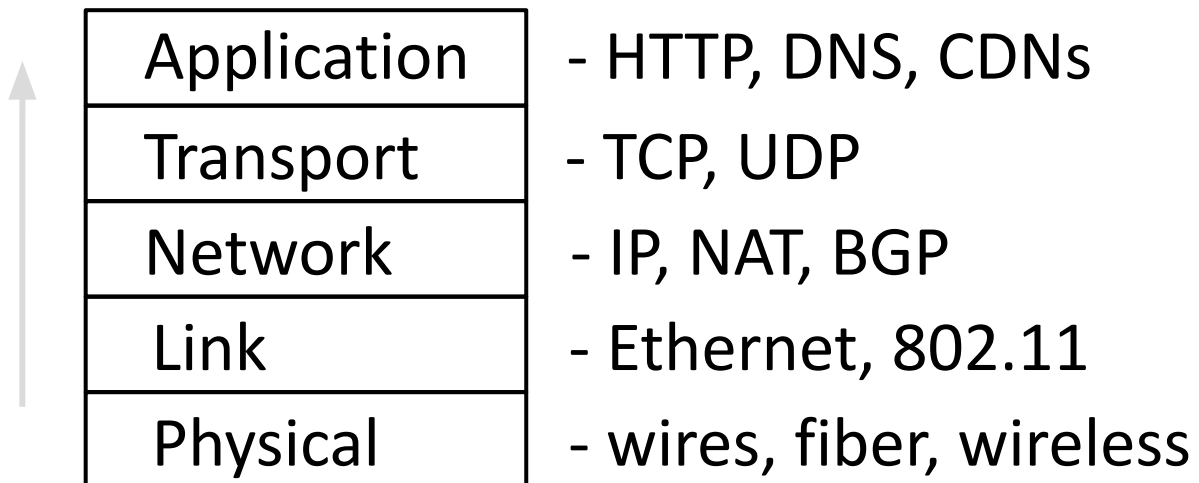 Application - HTTP, DNS, CDNs
Transport - TCP, UDP
Network - IP, NAT, BGP
Link - Ethernet, 802.11
Physical - wires, fiber, wireless